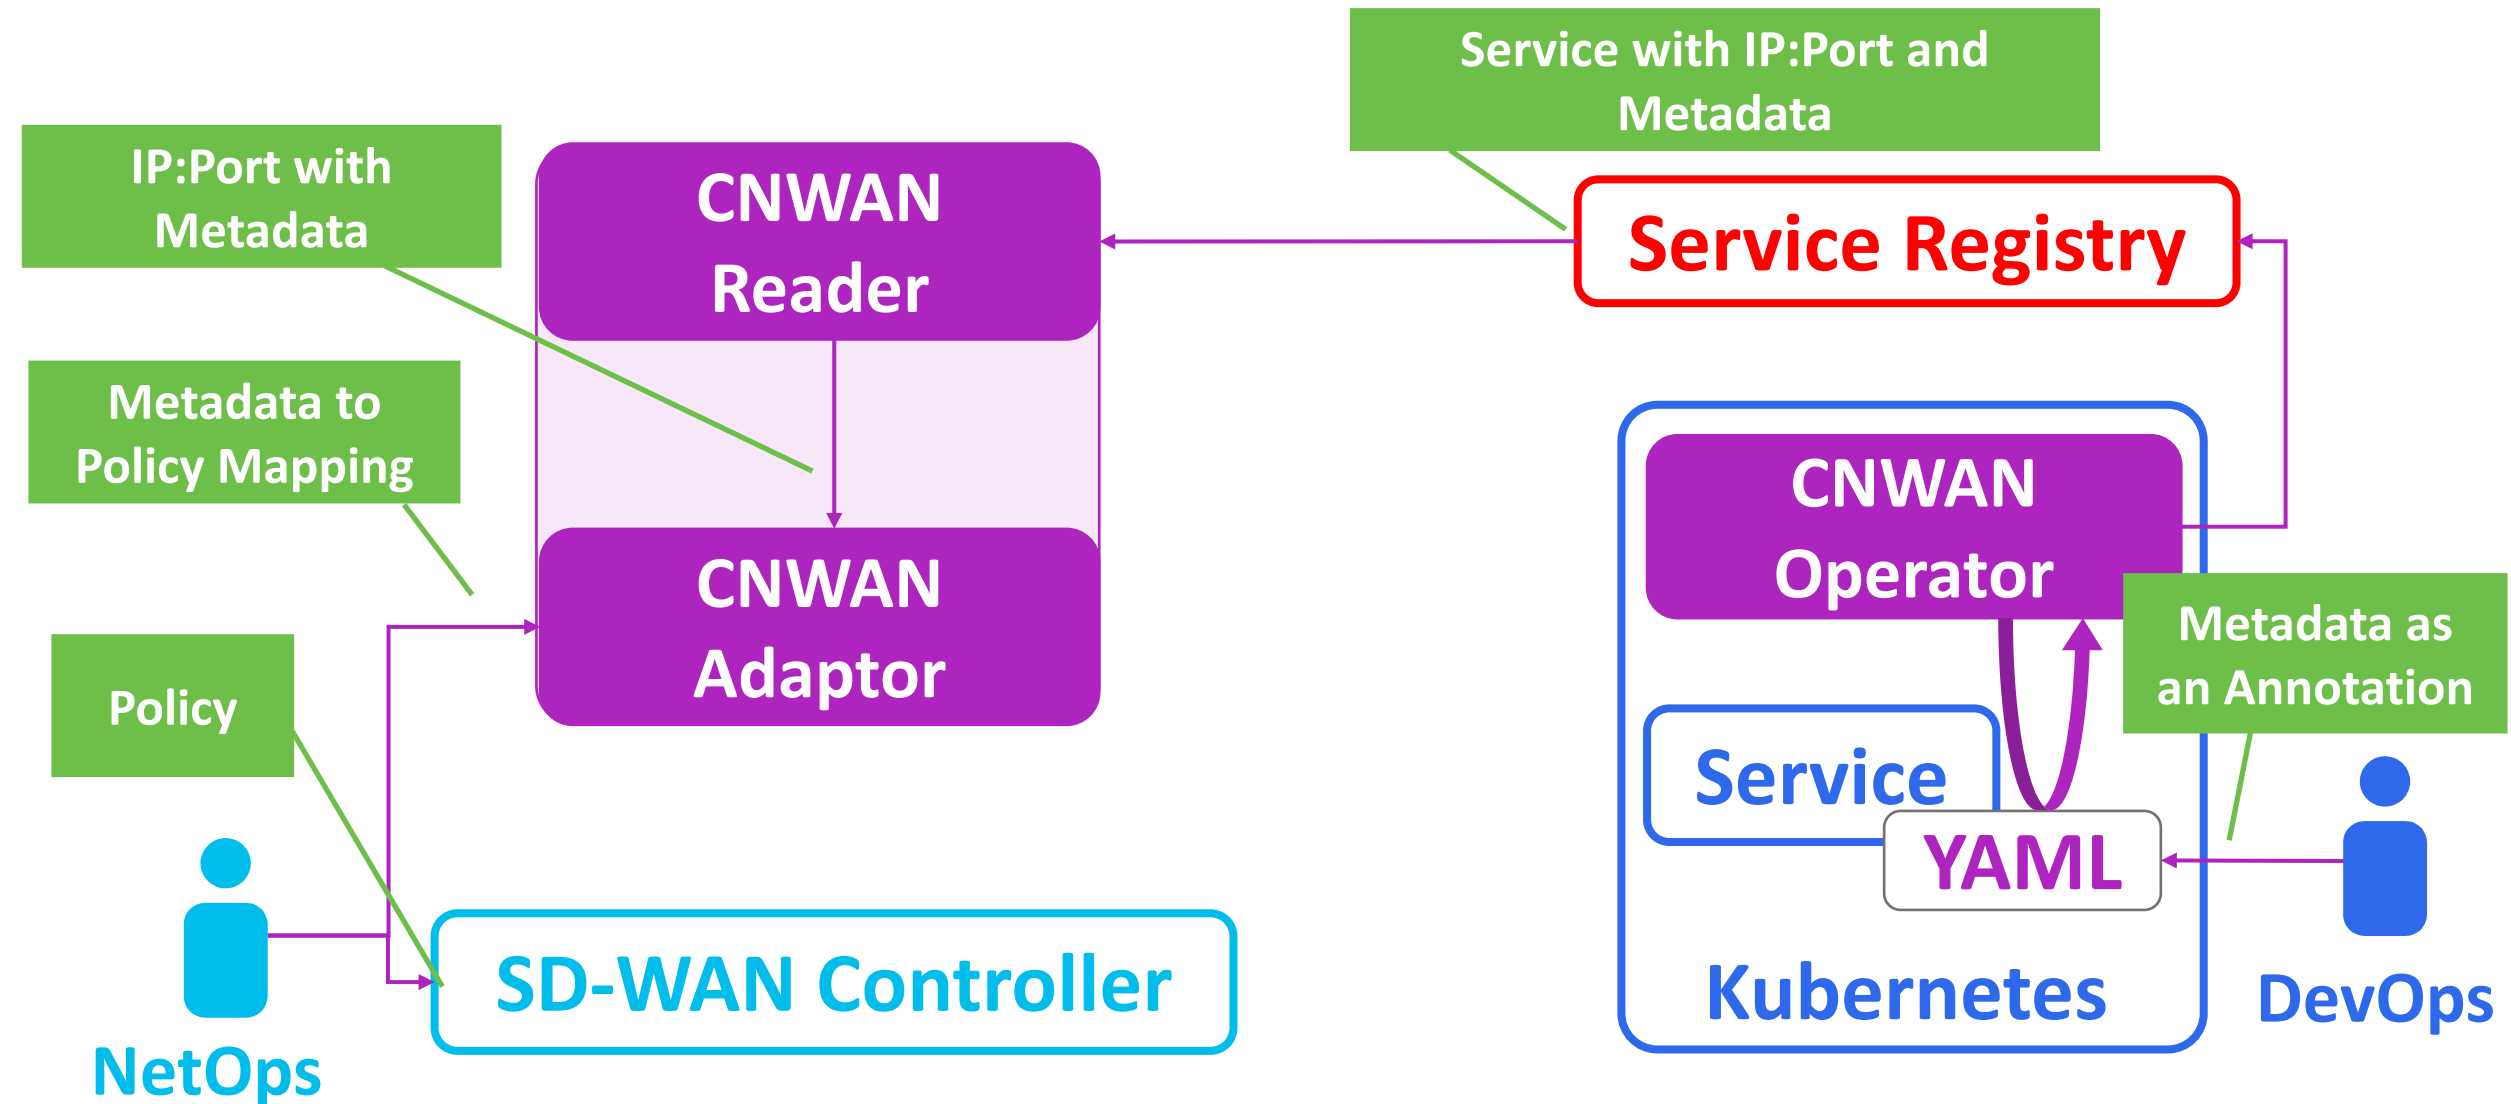 Service with IP:Port and
Metadata
IP:Port with
Metadata
CNWAN
Reader
Service Registry
Metadata to
Policy Mapping
CNWAN
Operator
CNWAN
Adaptor
Metadata as
an Annotation
Policy
Service
YAML
SD-WAN Controller
Kubernetes
DevOps
NetOps